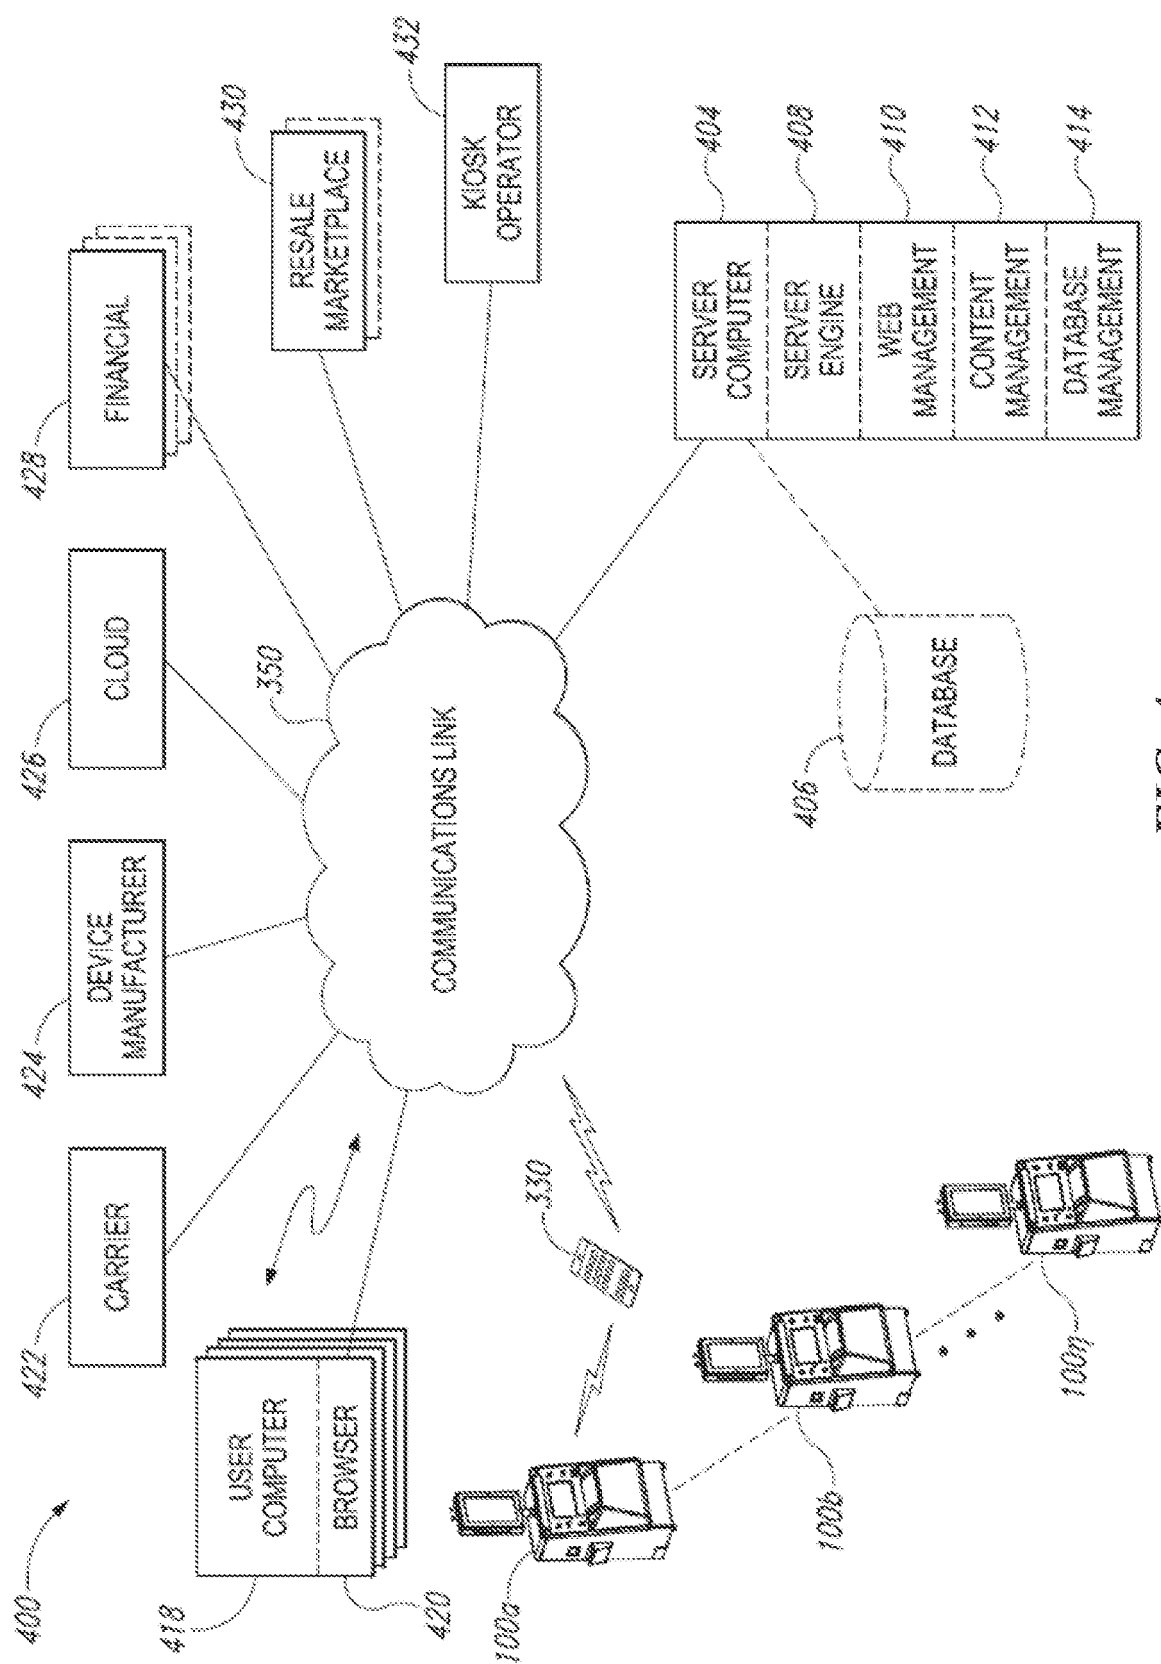 400
422
CARRIER
424
DEVICE
MANUFACTURER
426
CLOUD
428
FINANCIAL
430
RESALE
MARKETPLACE
432
KIOSK
OPERATOR
418
USER
COMPUTER
BROWSER
420
350
COMMUNICATIONS LINK
330
100a
100b
100η
406
DATABASE
SERVER
COMPUTER
404
SERVER
ENGINE
408
WEB
MANAGEMENT
410
CONTENT
MANAGEMENT
412
DATABASE
MANAGEMENT
414